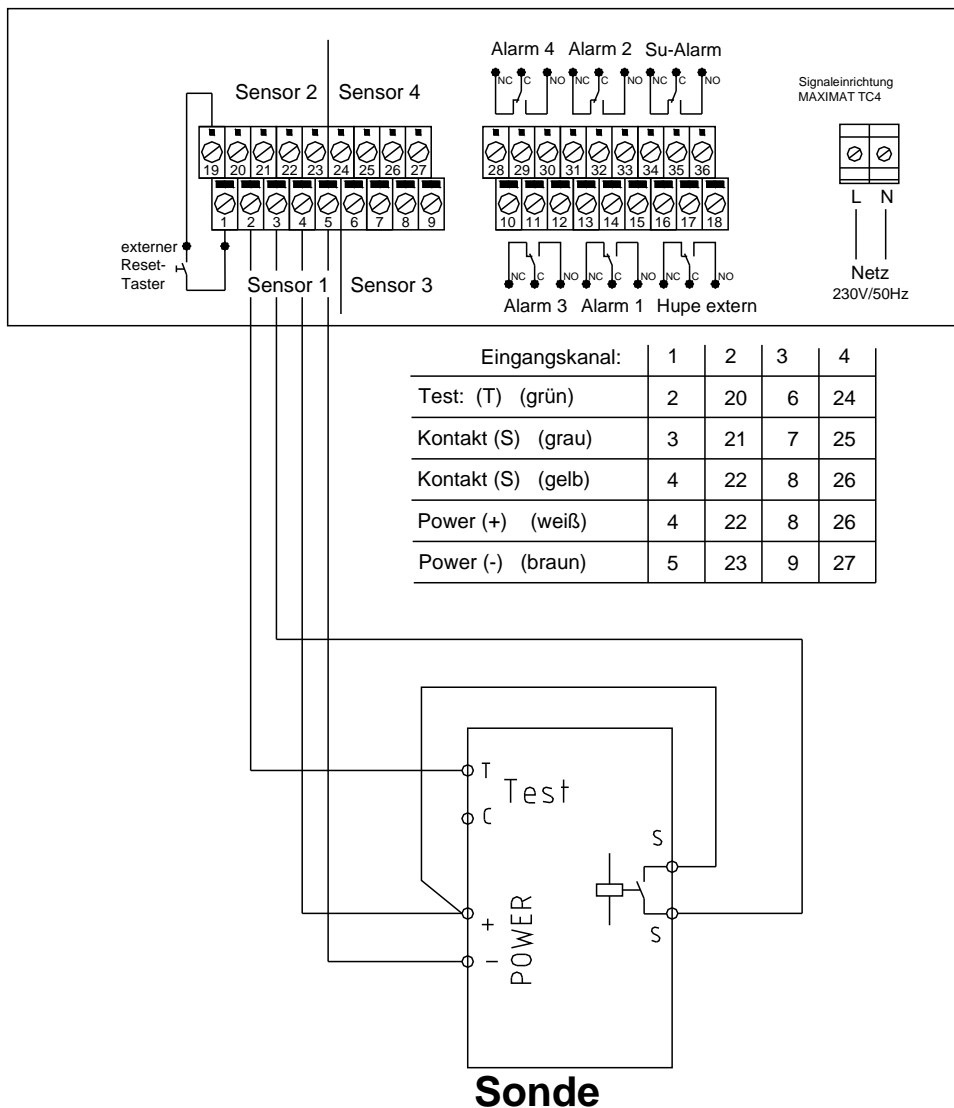 Alarm 4 Alarm 2 Su-Alarm
NC C NO NC C NO NC C NO
Signaleinrichtung
MAXIMAT TC4
Sensor 2 Sensor 4
19 20 21 22 23 24 25 26 27
28 29 30 31 32 33 34 35 36
1 2 3 4 5 6 7 8 9
10 11 12 13 14 15 16 17 18
L N
externer
Reset-
Taster
Sensor 1 Sensor 3
NC C NO NC C NO NC C NO
Alarm 3 Alarm 1 Hupe extern
Netz
230V/50Hz
Eingangskanal: 1 2 3 4
Test: (T) (grün) 2 20 6 24
Kontakt (S) (grau) 3 21 7 25
Kontakt (S) (gelb) 4 22 8 26
Power (+) (weiß) 4 22 8 26
Power (-) (braun) 5 23 9 27
T
Test
C
S
+
POWER
S
-
Sonde